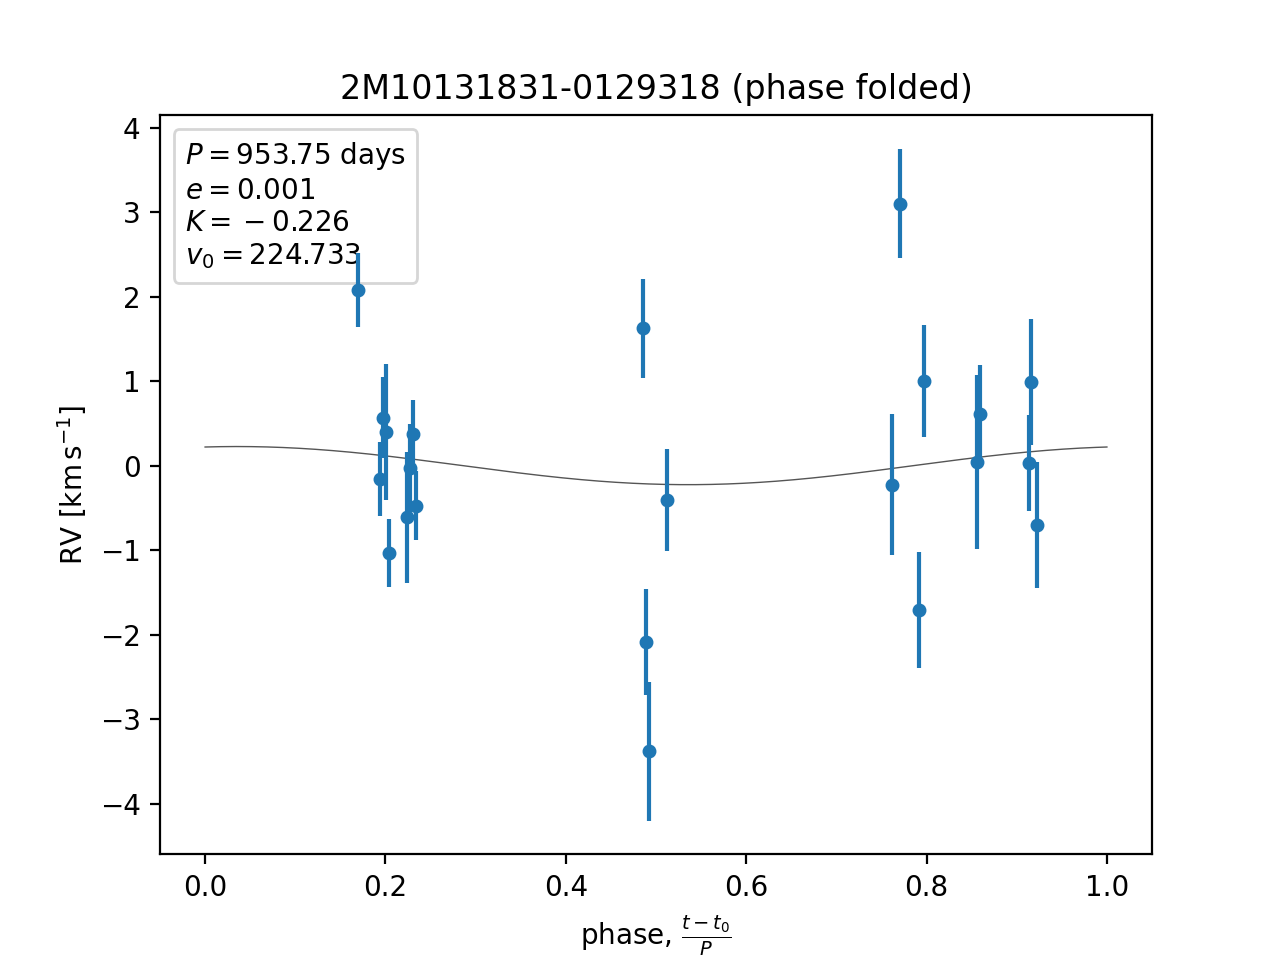 2M10131831-0129318 (phase folded)
P = 953.75 days
e = 0.001
K = −0.226
v₀ = 224.733
4
3
2
1
0
−1
−2
−3
−4
RV [km s⁻¹]
0.0 0.2 0.4 0.6 0.8 1.0
phase, (t − t₀)/P